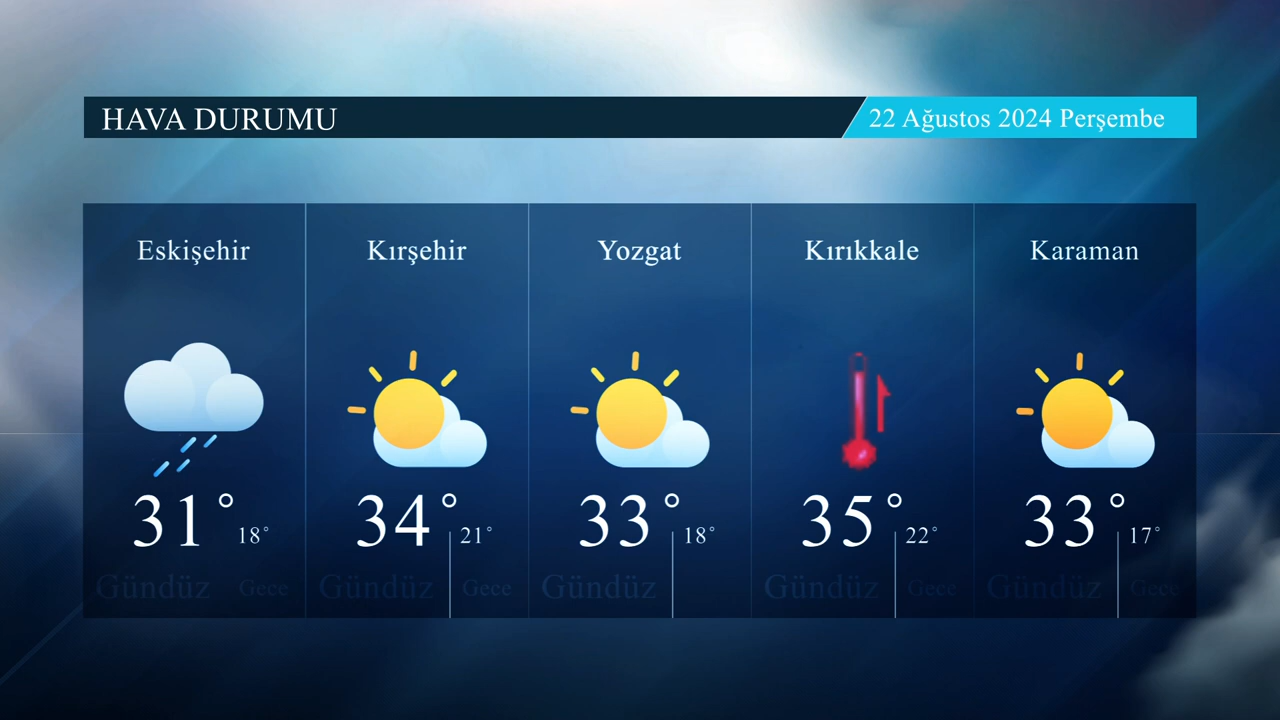 HAVA DURUMU
22 Ağustos 2024 Perşembe
Eskişehir
31° 18°
Gündüz Gece
Kırşehir
34° 21°
Gündüz Gece
Yozgat
33° 18°
Gündüz
Kırıkkale
35° 22°
Gündüz Gece
Karaman
33° 17°
Gündüz Gece